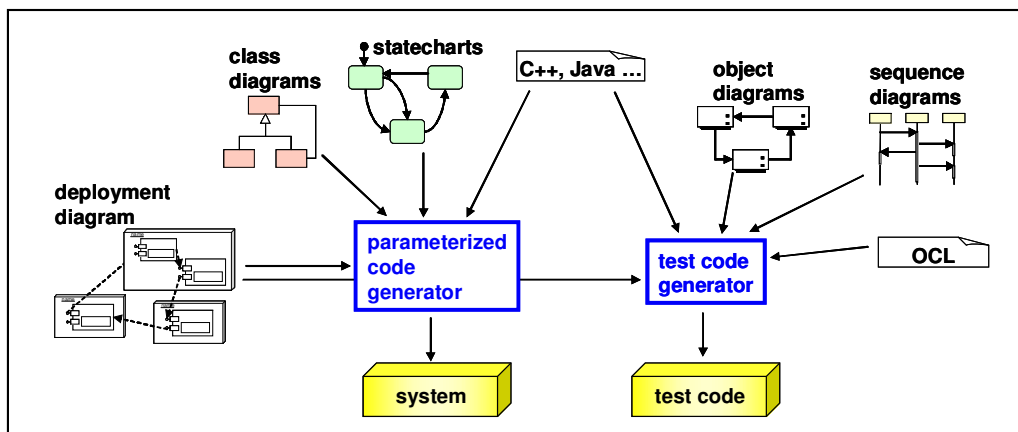 class
diagrams
statecharts
C++, Java ...
object
diagrams
sequence
diagrams
deployment
diagram
parameterized
code
generator
test code
generator
OCL
system
test code